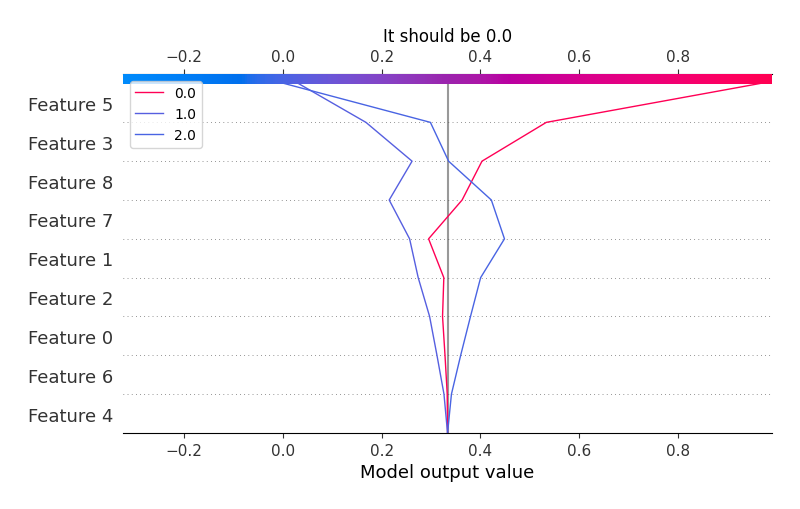 It should be 0.0
−0.2 0.0 0.2 0.4 0.6 0.8
0.0
1.0
2.0
Feature 5
Feature 3
Feature 8
Feature 7
Feature 1
Feature 2
Feature 0
Feature 6
Feature 4
−0.2 0.0 0.2 0.4 0.6 0.8
Model output value